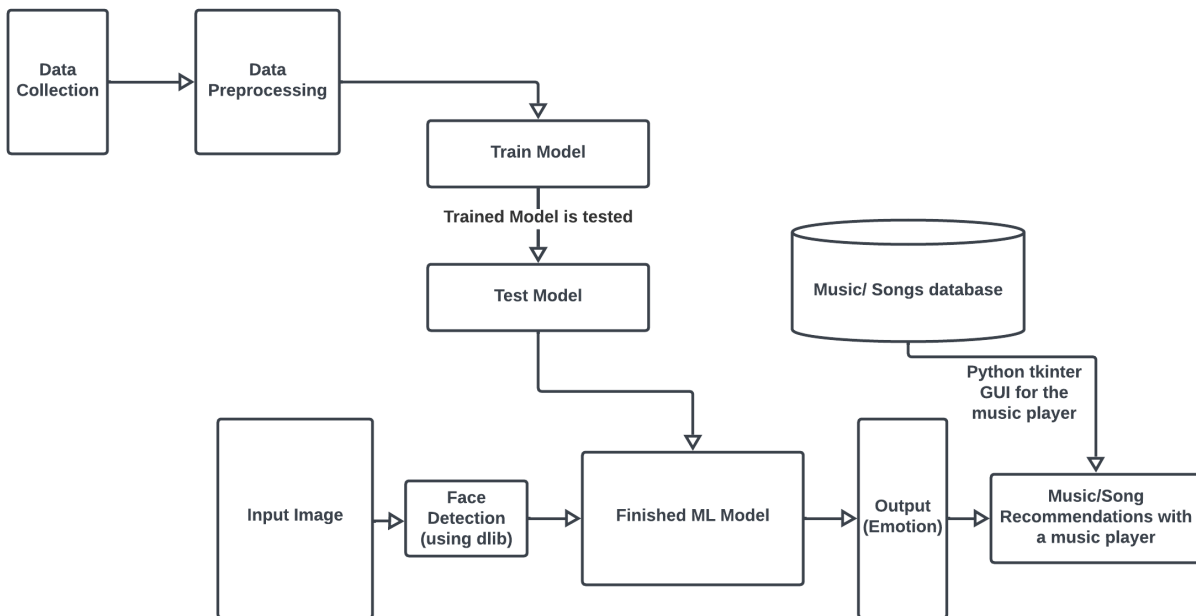 Data
Collection
Data
Preprocessing
Train Model
Trained Model is tested
Test Model
Music/ Songs database
Python tkinter
GUI for the
music player
Input Image
Face
Detection
(using dlib)
Finished ML Model
Output
(Emotion)
Music/Song
Recommendations with
a music player